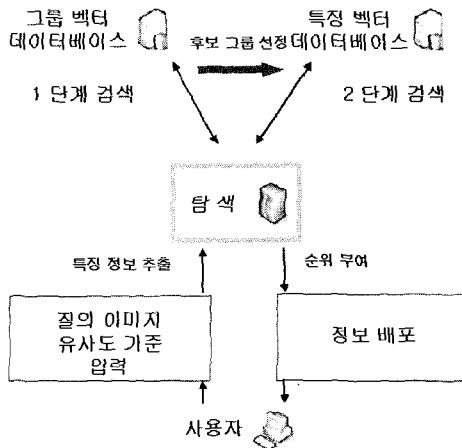 그룹 벡터
데이터베이스
후보 그룹 선정
특징 벡터
데이터베이스
1 단계 검색
2 단계 검색
탐색
특징 정보 추출
순위 부여
질의 이미지
유사도 기준
압력
정보 배포
사용자